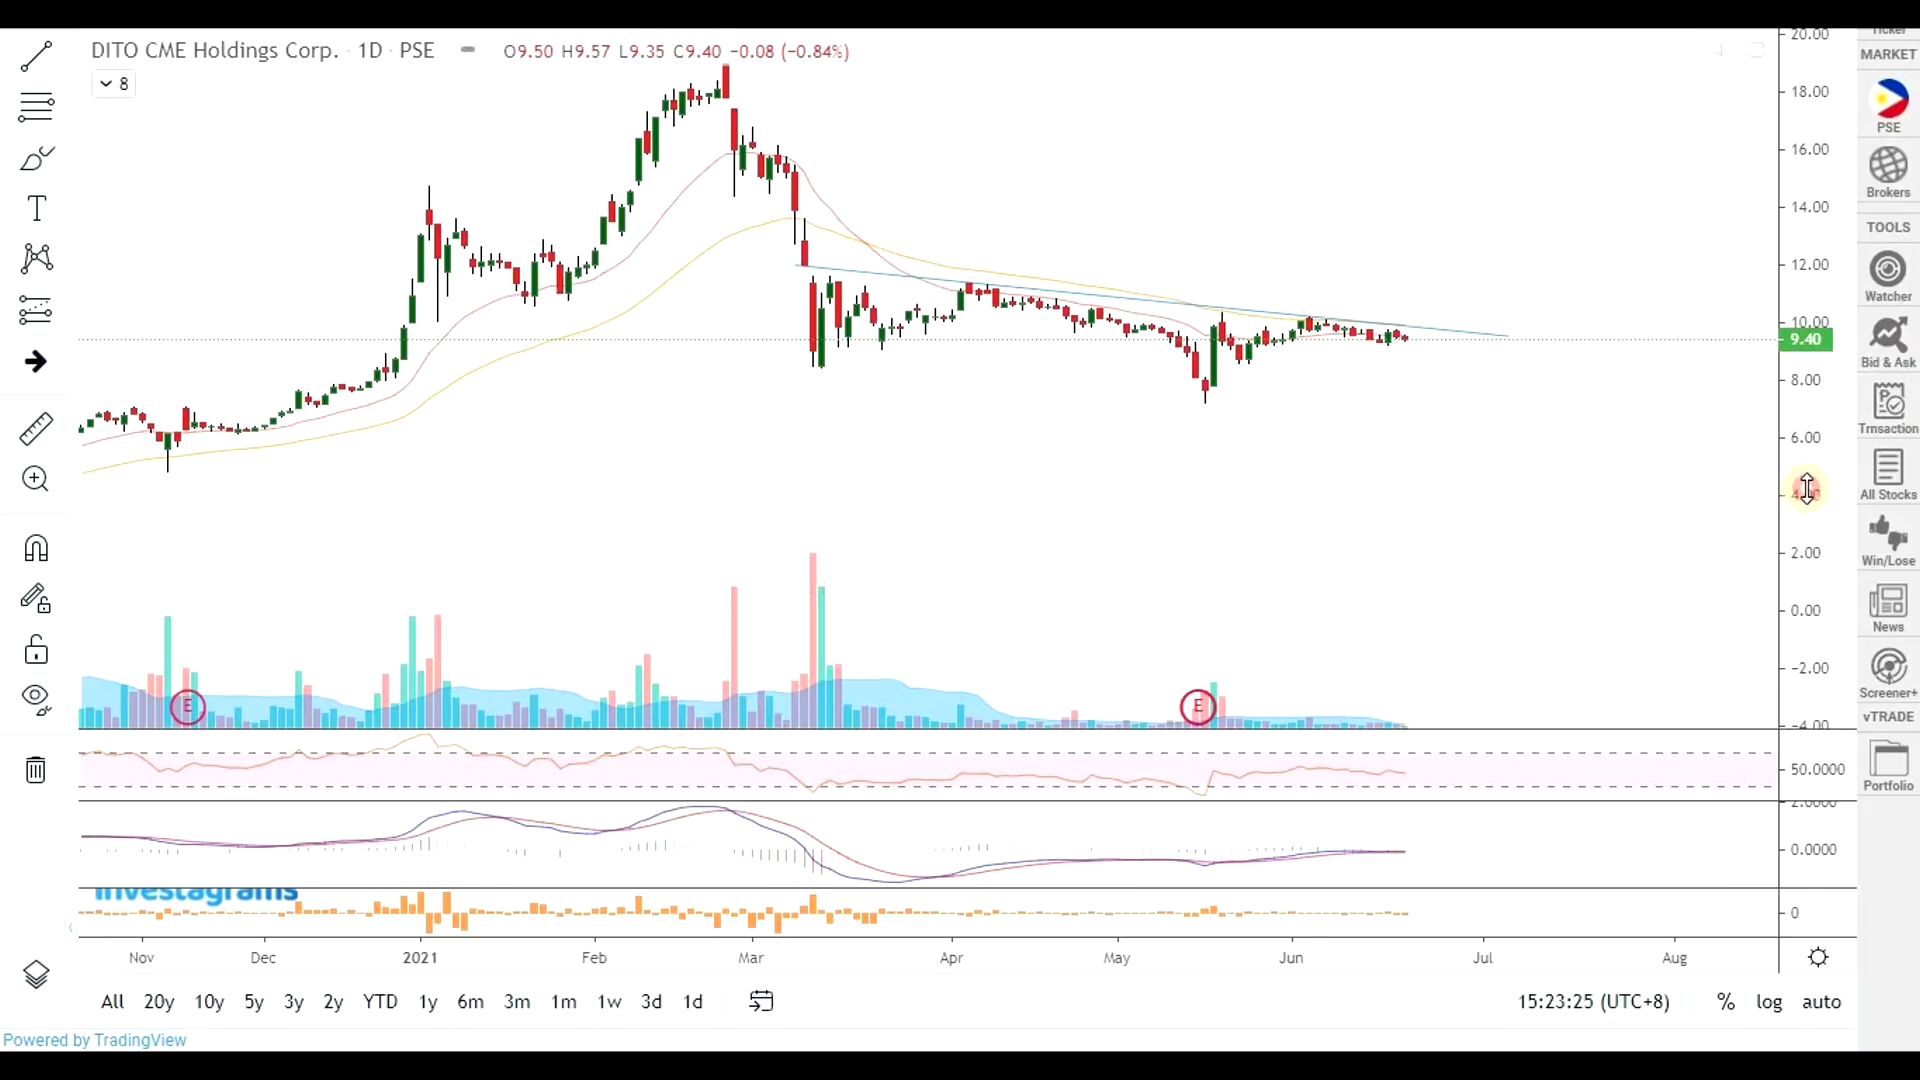 DITO CME Holdings Corp. · 1D · PSE O9.50 H9.57 L9.35 C9.40 −0.08 (−0.84%)
8
20.00
18.00
16.00
14.00
12.00
10.00
9.40
8.00
6.00
2.00
0.00
−2.00
−4.00
E
E
50.0000
2.0000
0.0000
Investagrams
0
Nov Dec 2021 Feb Mar Apr May Jun Jul Aug
All 20y 10y 5y 3y 2y YTD 1y 6m 3m 1m 1w 3d 1d
15:23:25 (UTC+8) % log auto
Powered by TradingView
Ticker
MARKET
PSE
Brokers
TOOLS
Watcher
Bid & Ask
Trnsaction
All Stocks
Win/Lose
News
Screener+
vTRADE
Portfolio